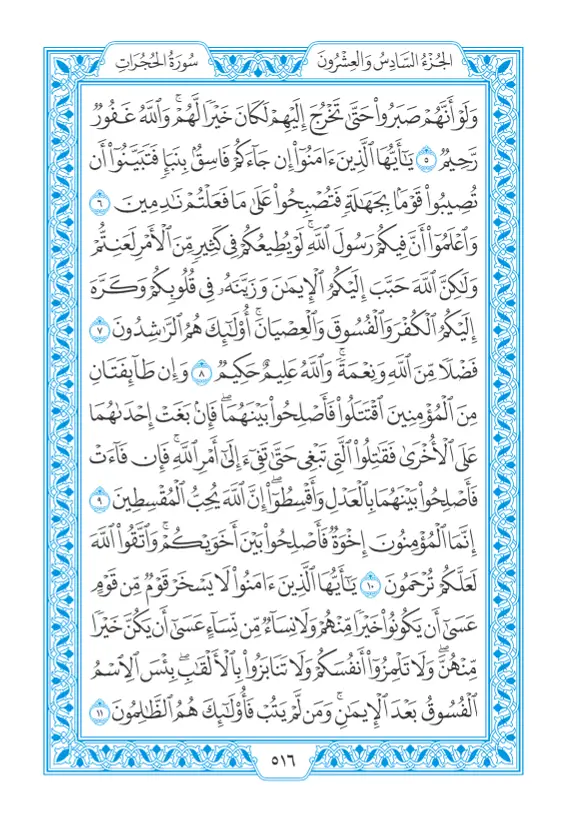 الجُزْءُ السَّادِسُ وَالعِشْرُونَ
سُورَةُ الحُجُرَاتِ
وَلَوْ أَنَّهُمْ صَبَرُوا۟ حَتَّىٰ تَخْرُجَ إِلَيْهِمْ لَكَانَ خَيْرًا لَّهُمْ ۚ وَٱللَّهُ غَفُورٌ
رَّحِيمٌ ٥ يَـٰٓأَيُّهَا ٱلَّذِينَ ءَامَنُوٓا۟ إِن جَآءَكُمْ فَاسِقٌۢ بِنَبَإٍ فَتَبَيَّنُوٓا۟ أَن
تُصِيبُوا۟ قَوْمًۢا بِجَهَـٰلَةٍ فَتُصْبِحُوا۟ عَلَىٰ مَا فَعَلْتُمْ نَـٰدِمِينَ ٦
وَٱعْلَمُوٓا۟ أَنَّ فِيكُمْ رَسُولَ ٱللَّهِ ۚ لَوْ يُطِيعُكُمْ فِى كَثِيرٍ مِّنَ ٱلْأَمْرِ لَعَنِتُّمْ
وَلَـٰكِنَّ ٱللَّهَ حَبَّبَ إِلَيْكُمُ ٱلْإِيمَـٰنَ وَزَيَّنَهُۥ فِى قُلُوبِكُمْ وَكَرَّهَ
إِلَيْكُمُ ٱلْكُفْرَ وَٱلْفُسُوقَ وَٱلْعِصْيَانَ ۚ أُو۟لَـٰٓئِكَ هُمُ ٱلرَّٰشِدُونَ ٧
فَضْلًا مِّنَ ٱللَّهِ وَنِعْمَةً ۚ وَٱللَّهُ عَلِيمٌ حَكِيمٌ ٨ وَإِن طَآئِفَتَانِ
مِنَ ٱلْمُؤْمِنِينَ ٱقْتَتَلُوا۟ فَأَصْلِحُوا۟ بَيْنَهُمَا ۖ فَإِنۢ بَغَتْ إِحْدَىٰهُمَا
عَلَى ٱلْأُخْرَىٰ فَقَـٰتِلُوا۟ ٱلَّتِى تَبْغِى حَتَّىٰ تَفِىٓءَ إِلَىٰٓ أَمْرِ ٱللَّهِ ۚ فَإِن فَآءَتْ
فَأَصْلِحُوا۟ بَيْنَهُمَا بِٱلْعَدْلِ وَأَقْسِطُوٓا۟ ۖ إِنَّ ٱللَّهَ يُحِبُّ ٱلْمُقْسِطِينَ ٩
إِنَّمَا ٱلْمُؤْمِنُونَ إِخْوَةٌ فَأَصْلِحُوا۟ بَيْنَ أَخَوَيْكُمْ ۚ وَٱتَّقُوا۟ ٱللَّهَ
لَعَلَّكُمْ تُرْحَمُونَ ١٠ يَـٰٓأَيُّهَا ٱلَّذِينَ ءَامَنُوا۟ لَا يَسْخَرْ قَوْمٌ مِّن قَوْمٍ
عَسَىٰٓ أَن يَكُونُوا۟ خَيْرًا مِّنْهُمْ وَلَا نِسَآءٌ مِّن نِّسَآءٍ عَسَىٰٓ أَن يَكُنَّ خَيْرًا
مِّنْهُنَّ ۖ وَلَا تَلْمِزُوٓا۟ أَنفُسَكُمْ وَلَا تَنَابَزُوا۟ بِٱلْأَلْقَـٰبِ ۖ بِئْسَ ٱلِٱسْمُ
ٱلْفُسُوقُ بَعْدَ ٱلْإِيمَـٰنِ ۚ وَمَن لَّمْ يَتُبْ فَأُو۟لَـٰٓئِكَ هُمُ ٱلظَّـٰلِمُونَ ١١
٥١٦